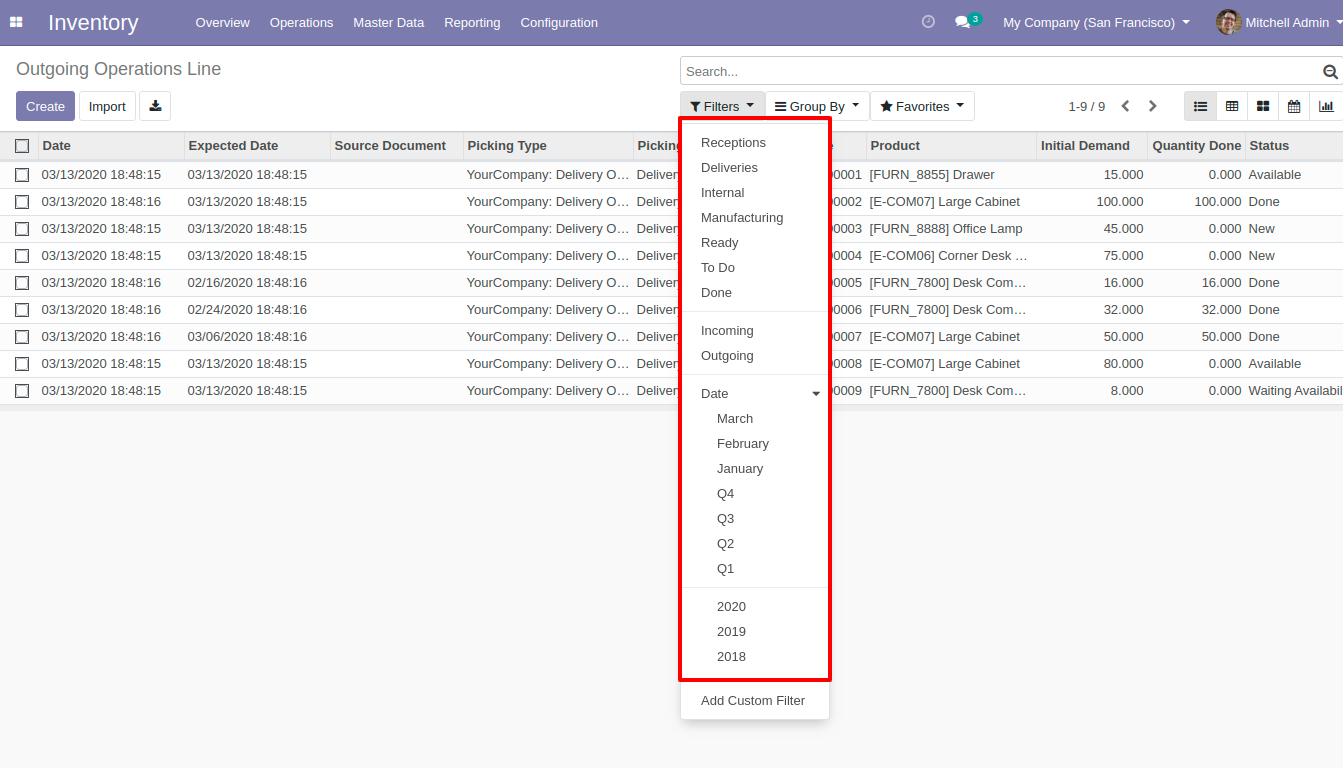 Inventory Overview Operations Master Data Reporting Configuration 3 My Company (San Francisco) Mitchell Admin
Outgoing Operations Line
Search...
Create Import Filters Group By Favorites 1-9 / 9
Date Expected Date Source Document Picking Type Product Initial Demand Quantity Done Status
03/13/2020 18:48:15 03/13/2020 18:48:15 YourCompany: Delivery O… 0001 [FURN_8855] Drawer 15.000 0.000 Available
03/13/2020 18:48:16 03/13/2020 18:48:15 YourCompany: Delivery O… 0002 [E-COM07] Large Cabinet 100.000 100.000 Done
03/13/2020 18:48:15 03/13/2020 18:48:15 YourCompany: Delivery O… 0003 [FURN_8888] Office Lamp 45.000 0.000 New
03/13/2020 18:48:15 03/13/2020 18:48:15 YourCompany: Delivery O… 0004 [E-COM06] Corner Desk … 75.000 0.000 New
03/13/2020 18:48:16 02/16/2020 18:48:16 YourCompany: Delivery O… 0005 [FURN_7800] Desk Com… 16.000 16.000 Done
03/13/2020 18:48:16 02/24/2020 18:48:16 YourCompany: Delivery O… 0006 [FURN_7800] Desk Com… 32.000 32.000 Done
03/13/2020 18:48:16 03/06/2020 18:48:16 YourCompany: Delivery O… 0007 [E-COM07] Large Cabinet 50.000 50.000 Done
03/13/2020 18:48:15 03/13/2020 18:48:15 YourCompany: Delivery O… 0008 [E-COM07] Large Cabinet 80.000 0.000 Available
03/13/2020 18:48:15 03/13/2020 18:48:15 YourCompany: Delivery O… 0009 [FURN_7800] Desk Com… 8.000 0.000 Waiting Availabil
Receptions
Deliveries
Internal
Manufacturing
Ready
To Do
Done
Incoming
Outgoing
Date
March
February
January
Q4
Q3
Q2
Q1
2020
2019
2018
Add Custom Filter